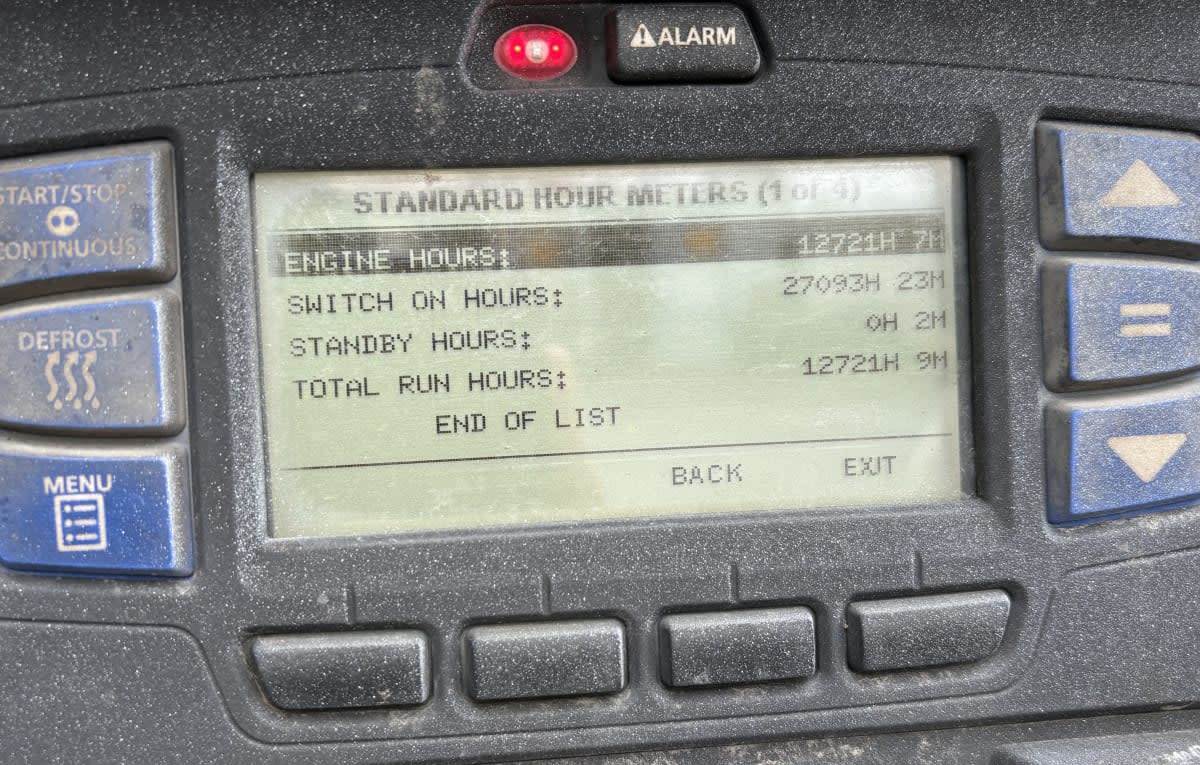 ⚠ALARM
START/STOP
CONTINUOUS
DEFROST
MENU
STANDARD HOUR METERS (1 of 4)
ENGINE HOURS: 12721H 7M
SWITCH ON HOURS: 27093H 23M
STANDBY HOURS: 0H 2M
TOTAL RUN HOURS: 12721H 9M
END OF LIST
BACK EXIT
=